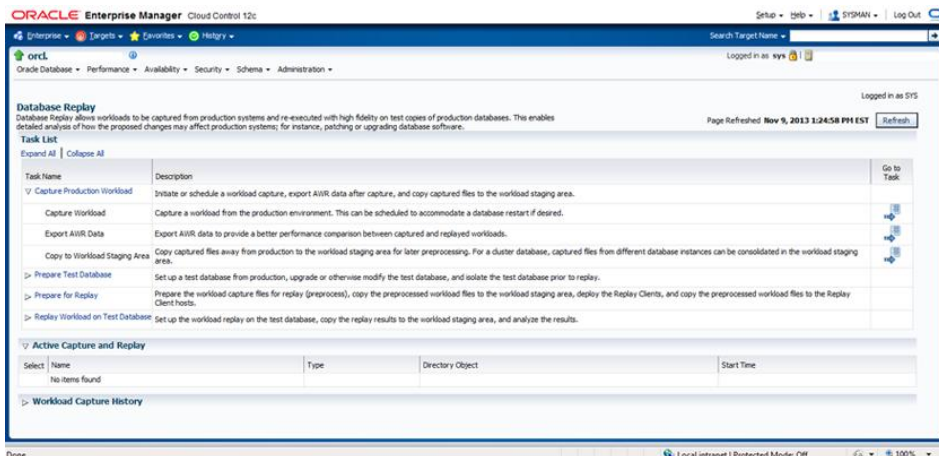 ORACLE Enterprise Manager Cloud Control 12c
Setup Help SYSMAN Log Out
Enterprise Targets Favorites History
Search Target Name
orcl.
Logged in as sys
Oracle Database Performance Availability Security Schema Administration
Logged in as SYS
Database Replay
Database Replay allows workloads to be captured from production systems and re-executed with high fidelity on test copies of production databases. This enables
detailed analysis of how the proposed changes may affect production systems; for instance, patching or upgrading database software.
Page Refreshed Nov 9, 2013 1:24:58 PM EST Refresh
Task List
Expand All | Collapse All
Task Name Description Go to Task
Capture Production Workload Initiate or schedule a workload capture, export AWR data after capture, and copy captured files to the workload staging area.
Capture Workload Capture a workload from the production environment. This can be scheduled to accommodate a database restart if desired.
Export AWR Data Export AWR data to provide a better performance comparison between captured and replayed workloads.
Copy to Workload Staging Area Copy captured files away from production to the workload staging area for later preprocessing. For a cluster database, captured files from different database instances can be consolidated in the workload staging
area.
Prepare Test Database Set up a test database from production, upgrade or otherwise modify the test database, and isolate the test database prior to replay.
Prepare for Replay Prepare the workload capture files for replay (preprocess), copy the preprocessed workload files to the workload staging area, deploy the Replay Clients, and copy the preprocessed workload files to the Replay
Client hosts.
Replay Workload on Test Database Set up the workload replay on the test database, copy the replay results to the workload staging area, and analyze the results.
Active Capture and Replay
Select Name Type Directory Object Start Time
No items found
Workload Capture History
Done Local intranet | Protected Mode: Off 100%